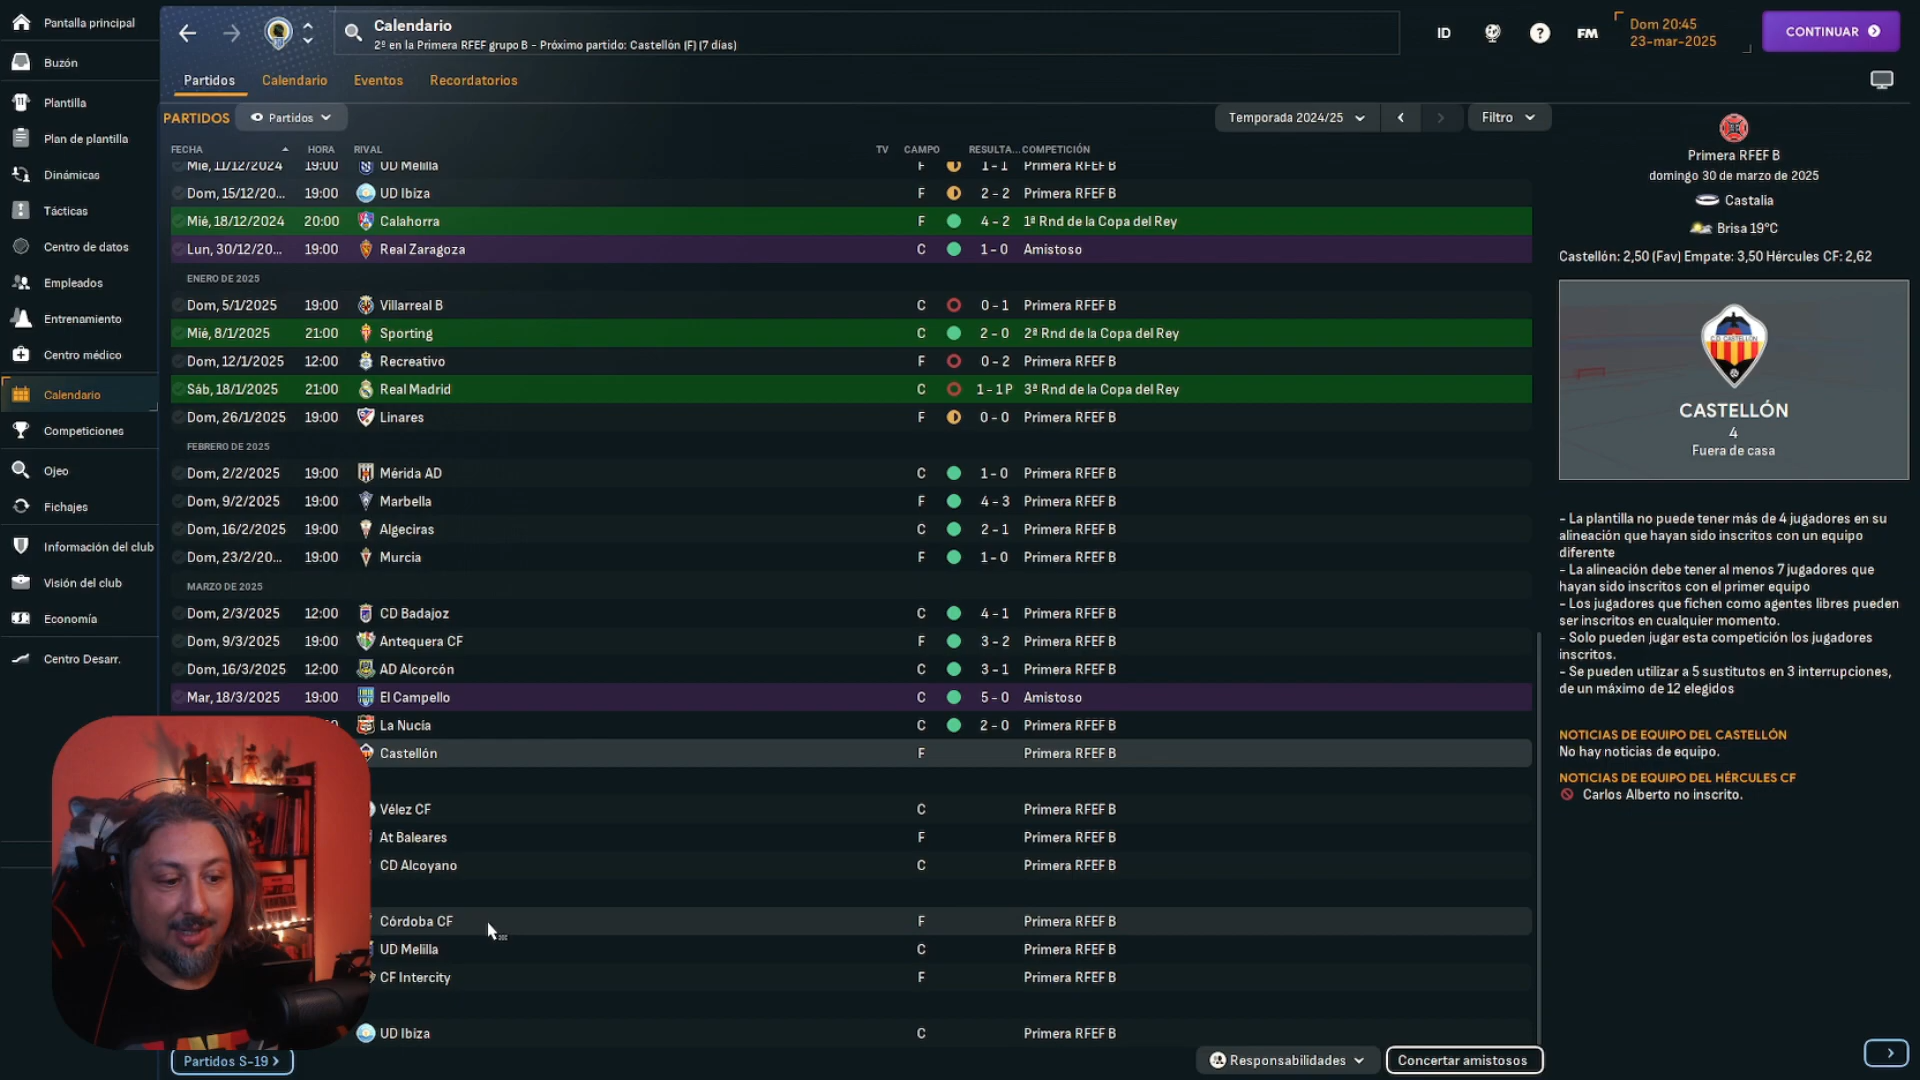 Pantalla principal
Buzón
Plantilla
Plan de plantilla
Dinámicas
Tácticas
Centro de datos
Empleados
Entrenamiento
Centro médico
Calendario
Competiciones
Ojeo
Fichajes
Información del club
Visión del club
Economía
Centro Desarr.
Calendario
2º en la Primera RFEF grupo B - Próximo partido: Castellón (F) (7 días)
ID
?
FM
Dom 20:45
23-mar-2025
CONTINUAR
Partidos Calendario Eventos Recordatorios
PARTIDOS Partidos Temporada 2024/25 Filtro
FECHA HORA RIVAL TV CAMPO RESULTA... COMPETICIÓN
Mié, 11/12/2024 19:00 UD Melilla F 1 - 1 Primera RFEF B
Dom, 15/12/20... 19:00 UD Ibiza F 2 - 2 Primera RFEF B
Mié, 18/12/2024 20:00 Calahorra F 4 - 2 1ª Rnd de la Copa del Rey
Lun, 30/12/20... 19:00 Real Zaragoza C 1 - 0 Amistoso
ENERO DE 2025
Dom, 5/1/2025 19:00 Villarreal B C 0 - 1 Primera RFEF B
Mié, 8/1/2025 21:00 Sporting C 2 - 0 2ª Rnd de la Copa del Rey
Dom, 12/1/2025 12:00 Recreativo F 0 - 2 Primera RFEF B
Sáb, 18/1/2025 21:00 Real Madrid C 1 - 1 P 3ª Rnd de la Copa del Rey
Dom, 26/1/2025 19:00 Linares F 0 - 0 Primera RFEF B
FEBRERO DE 2025
Dom, 2/2/2025 19:00 Mérida AD C 1 - 0 Primera RFEF B
Dom, 9/2/2025 19:00 Marbella F 4 - 3 Primera RFEF B
Dom, 16/2/2025 19:00 Algeciras C 2 - 1 Primera RFEF B
Dom, 23/2/20... 19:00 Murcia F 1 - 0 Primera RFEF B
MARZO DE 2025
Dom, 2/3/2025 12:00 CD Badajoz C 4 - 1 Primera RFEF B
Dom, 9/3/2025 19:00 Antequera CF F 3 - 2 Primera RFEF B
Dom, 16/3/2025 12:00 AD Alcorcón C 3 - 1 Primera RFEF B
Mar, 18/3/2025 19:00 El Campello C 5 - 0 Amistoso
La Nucía C 2 - 0 Primera RFEF B
Castellón F Primera RFEF B
Vélez CF C Primera RFEF B
At Baleares F Primera RFEF B
CD Alcoyano C Primera RFEF B
Córdoba CF F Primera RFEF B
UD Melilla C Primera RFEF B
CF Intercity F Primera RFEF B
UD Ibiza C Primera RFEF B
Partidos S-19
Responsabilidades
Concertar amistosos
Primera RFEF B
domingo 30 de marzo de 2025
Castalia
Brisa 19°C
Castellón: 2,50 (Fav) Empate: 3,50 Hércules CF: 2,62
CASTELLÓN
4
Fuera de casa
- La plantilla no puede tener más de 4 jugadores en su
alineación que hayan sido inscritos con un equipo
diferente
- La alineación debe tener al menos 7 jugadores que
hayan sido inscritos con el primer equipo
- Los jugadores que fichen como agentes libres pueden
ser inscritos en cualquier momento.
- Solo pueden jugar esta competición los jugadores
inscritos.
- Se pueden utilizar a 5 sustitutos en 3 interrupciones,
de un máximo de 12 elegidos
NOTICIAS DE EQUIPO DEL CASTELLÓN
No hay noticias de equipo.
NOTICIAS DE EQUIPO DEL HÉRCULES CF
Carlos Alberto no inscrito.